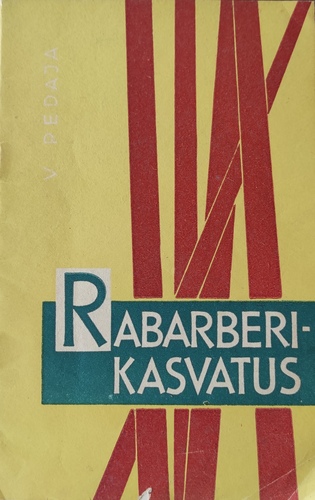 V. PEDAJA
RABARBERI-
KASVATUS